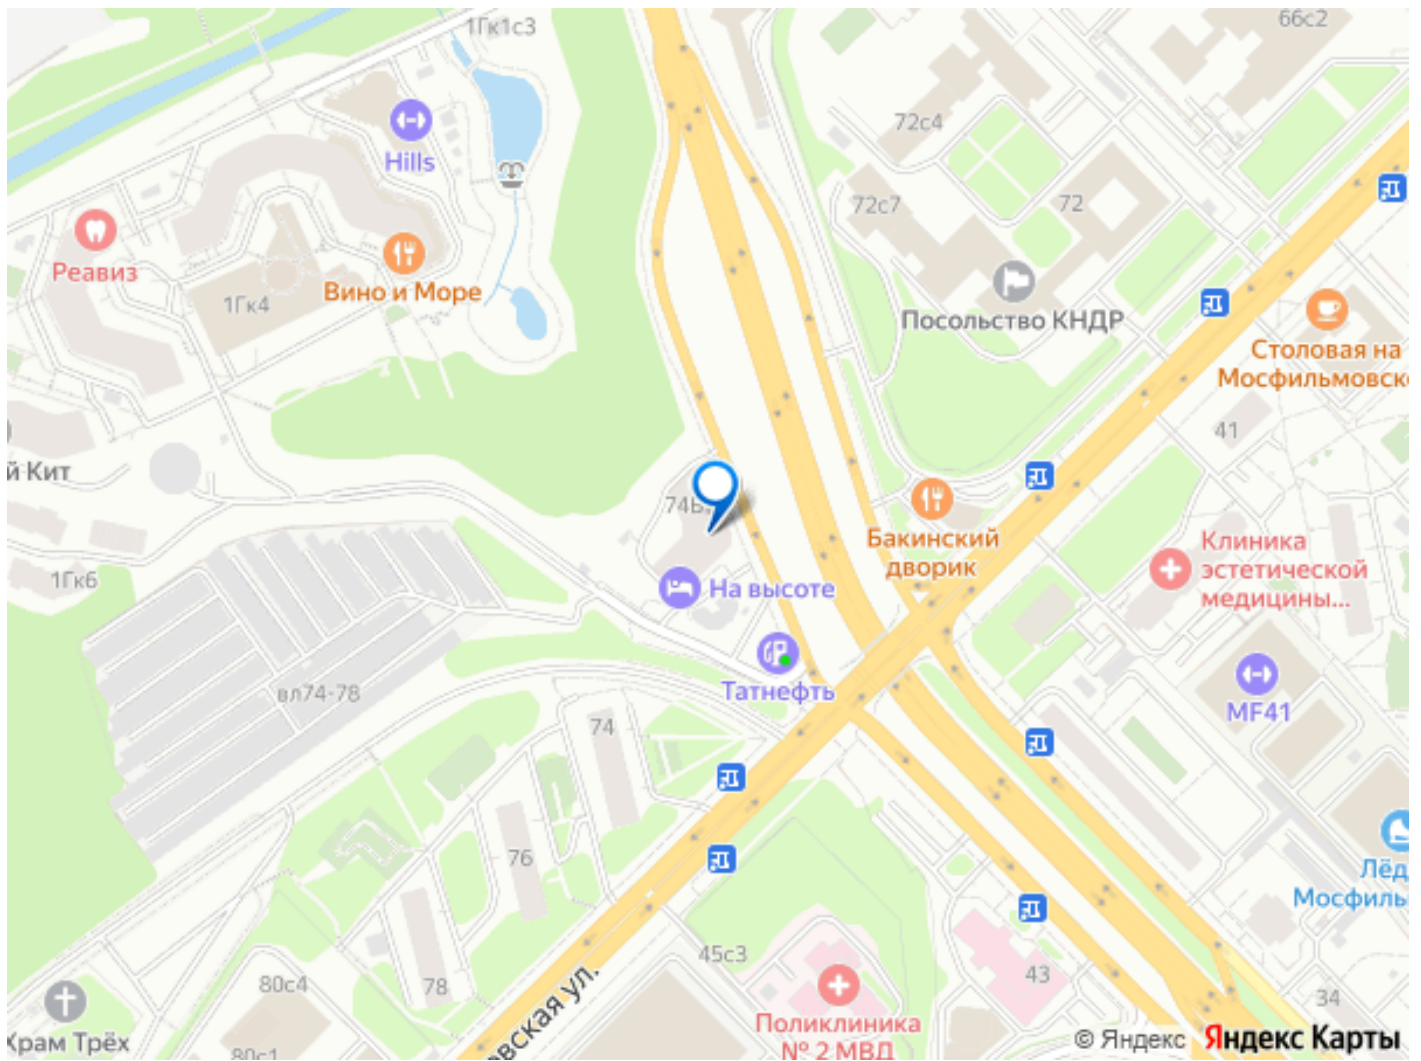 1Гк1с3
66с2
72с4
Hills
72с7
72
Реавиз
Вино и Море
1Гк4
Посольство КНДР
Столовая на
Мосфильмовско
41
й Кит
74Б
Бакинский
дворик
Клиника
эстетической
медицины...
1Гк6
На высоте
Татнефть
вл74-78
MF41
74
76
Лёд
Мосфиль
45с3
43
80с4
78
34
вская ул.
Храм Трёх
80с1
Поликлиника
№ 2 МВД
© Яндекс Яндекс Карты